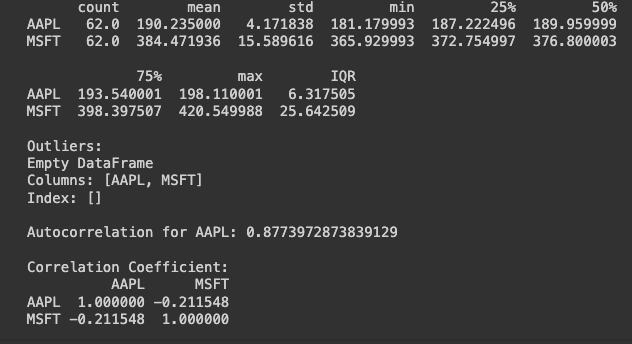 count mean std min 25% 50%
AAPL 62.0 190.235000 4.171838 181.179993 187.222496 189.959999
MSFT 62.0 384.471936 15.589616 365.929993 372.754997 376.800003
75% max IQR
AAPL 193.540001 198.110001 6.317505
MSFT 398.397507 420.549988 25.642509
Outliers:
Empty DataFrame
Columns: [AAPL, MSFT]
Index: []
Autocorrelation for AAPL: 0.8773972873839129
Correlation Coefficient:
AAPL MSFT
AAPL 1.000000 -0.211548
MSFT -0.211548 1.000000